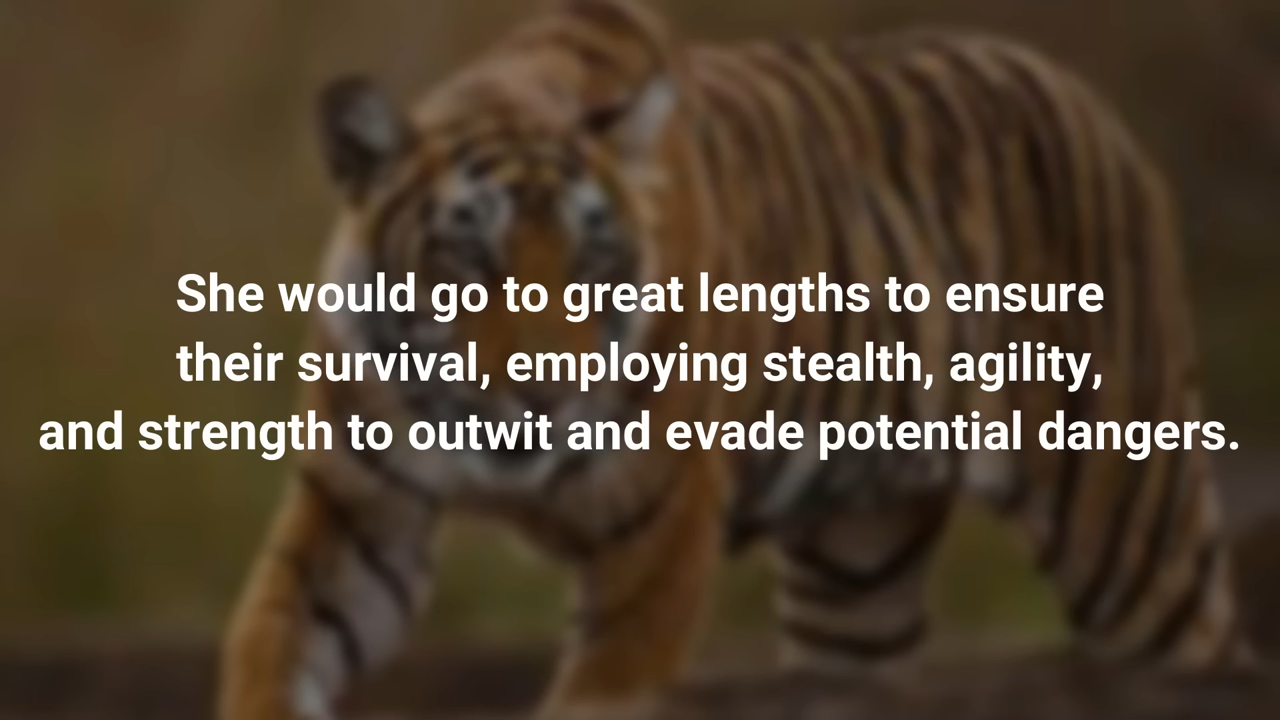 She would go to great lengths to ensure
their survival, employing stealth, agility,
and strength to outwit and evade potential dangers.